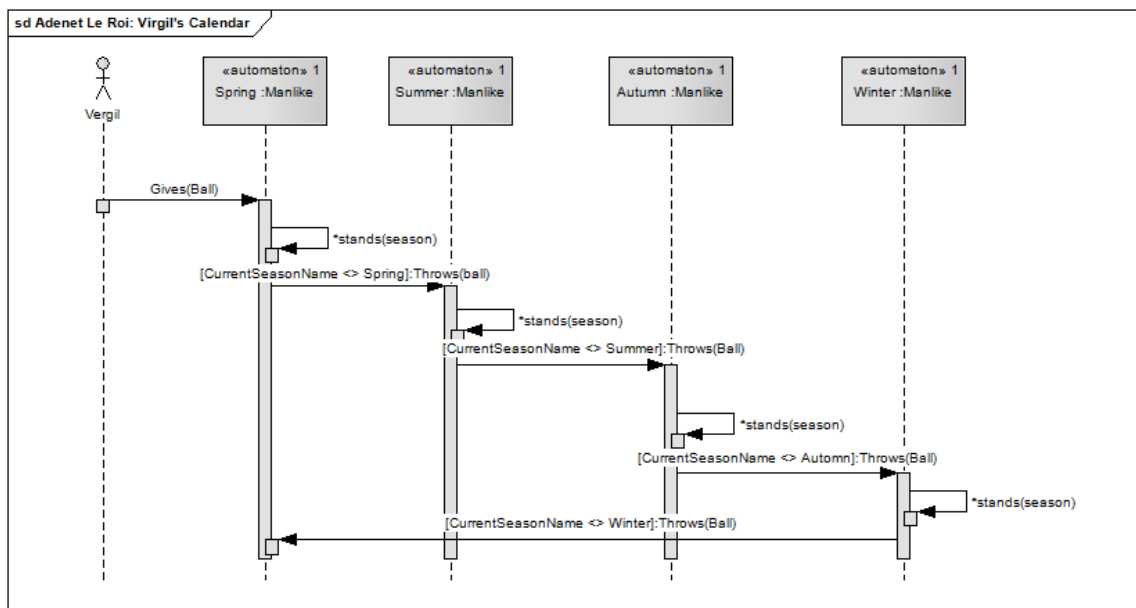 sd Adenet Le Roi: Virgil's Calendar
«automaton» 1
Spring :Manlike
«automaton» 1
Summer :Manlike
«automaton» 1
Autumn :Manlike
«automaton» 1
Winter :Manlike
Vergil
Gives(Ball)
*stands(season)
[CurrentSeasonName <> Spring]:Throws(ball)
*stands(season)
[CurrentSeasonName <> Summer]:Throws(Ball)
*stands(season)
[CurrentSeasonName <> Automn]:Throws(Ball)
*stands(season)
[CurrentSeasonName <> Winter]:Throws(Ball)